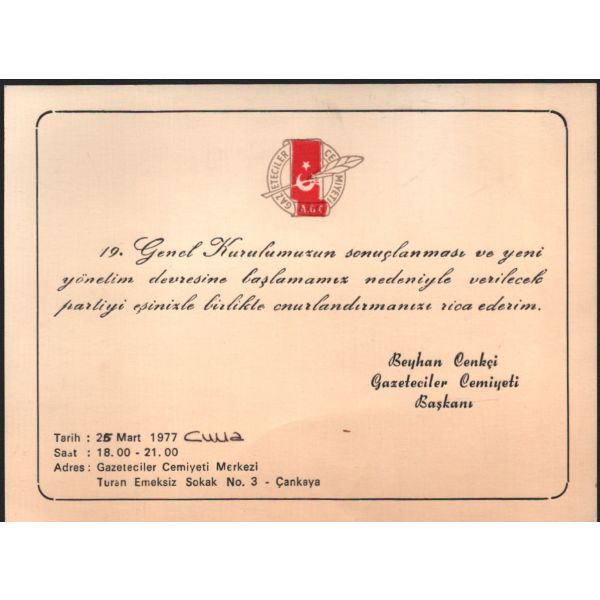 GAZETECİLER CEMİYETİ
A.G.C
19. Genel Kurulumuzun sonuçlanması ve yeni
yönetim devresine başlamamız nedeniyle verilecek
partiyi eşinizle birlikte onurlandırmanızı rica ederim.
Beyhan Cenkçi
Gazeteciler Cemiyeti
Başkanı
Tarih : 25 Mart 1977 Cuma
Saat : 18.00 - 21.00
Adres : Gazeteciler Cemiyeti Merkezi
Turan Emeksiz Sokak No. 3 - Çankaya